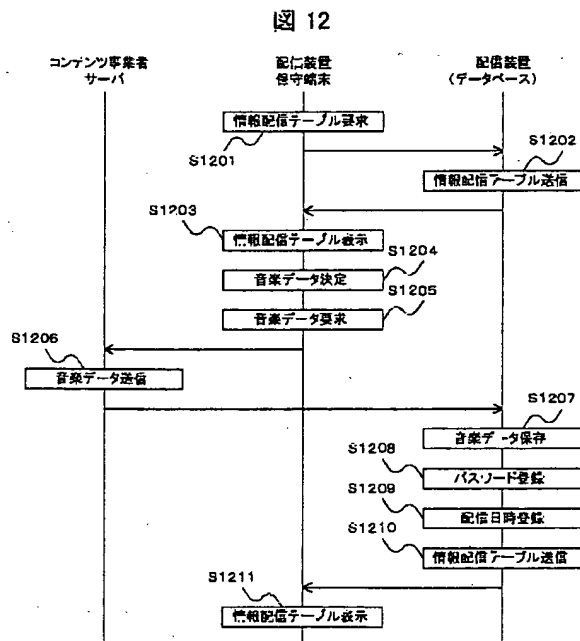 図 12
コンテンツ事業者
サーバ
配信装置
保守端末
配信装置
(データベース)
情報配信テーブル要求
S1201
S1202
情報配信テーブル送信
S1203
情報配信テーブル表示
S1204
音楽データ決定
S1205
音楽データ要求
S1206
音楽データ送信
S1207
音楽データ保存
S1208
パスワード登録
S1209
配信日時登録
S1210
情報配信テーブル送信
S1211
情報配信テーブル表示